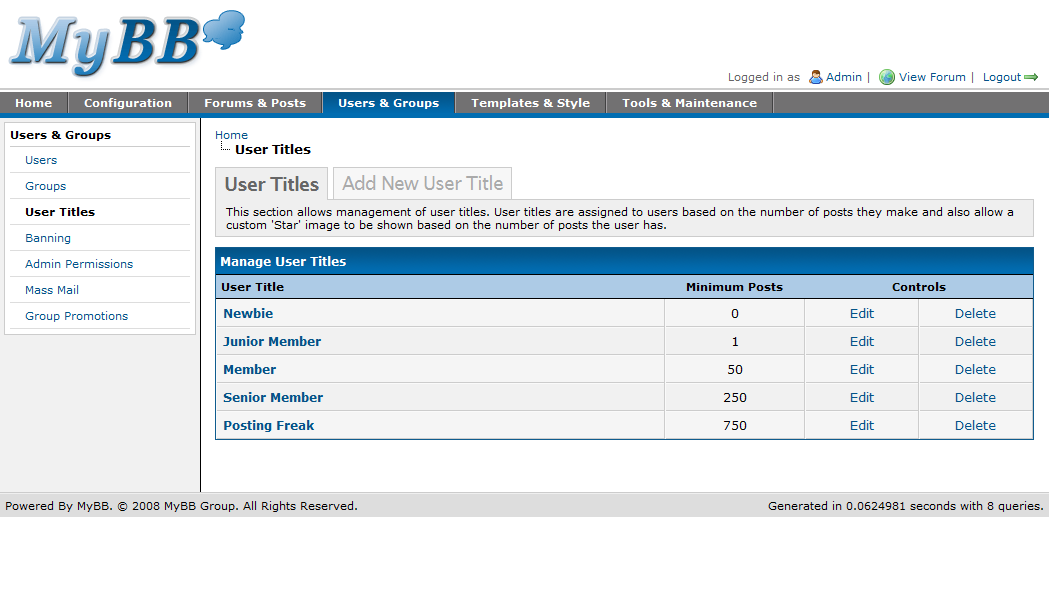 MyBB
Logged in as Admin | View Forum | Logout
Home Configuration Forums & Posts Users & Groups Templates & Style Tools & Maintenance
Users & Groups
Users
Groups
User Titles
Banning
Admin Permissions
Mass Mail
Group Promotions
Home
User Titles
User Titles Add New User Title
This section allows management of user titles. User titles are assigned to users based on the number of posts they make and also allow a
custom 'Star' image to be shown based on the number of posts the user has.
Manage User Titles
User Title Minimum Posts Controls
Newbie 0 Edit Delete
Junior Member 1 Edit Delete
Member 50 Edit Delete
Senior Member 250 Edit Delete
Posting Freak 750 Edit Delete
Powered By MyBB. © 2008 MyBB Group. All Rights Reserved. Generated in 0.0624981 seconds with 8 queries.